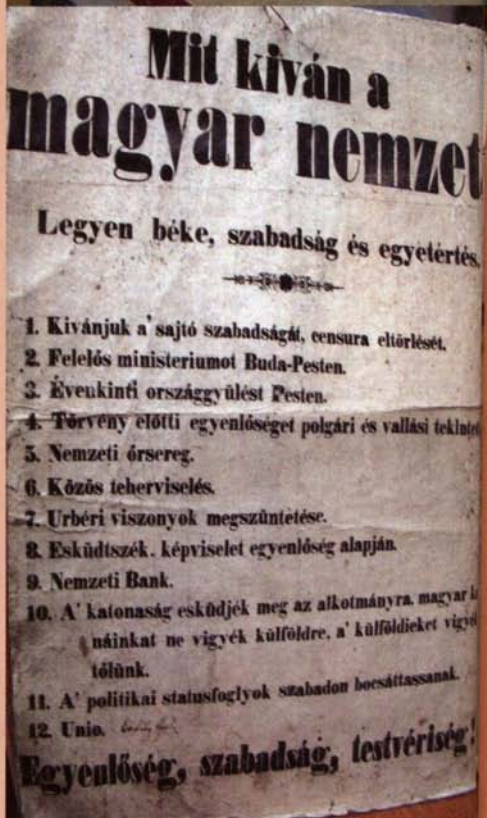 Mit kiván a
magyar nemzet
Legyen béke, szabadság és egyetértés.
1. Kivánjuk a' sajtó szabadságát, censura eltörlését.
2. Felelős ministeriumot Buda-Pesten.
3. Évenkinti országgyülést Pesten.
4. Törvény előtti egyenlőséget polgári és vallási tekintet
5. Nemzeti őrsereg.
6. Közös teherviselés.
7. Urbéri viszonyok megszüntetése.
8. Esküdtszék. képviselet egyenlőség alapján.
9. Nemzeti Bank.
10. A' katonaság esküdjék meg az alkotmányra, magyar
náinkat ne vigyék külföldre, a' külföldieket vigyé
tőlünk.
11. A' politikai statusfoglyok szabadon bocsáttassanak.
12. Unio.
Egyenlőség, szabadság, testvériség!